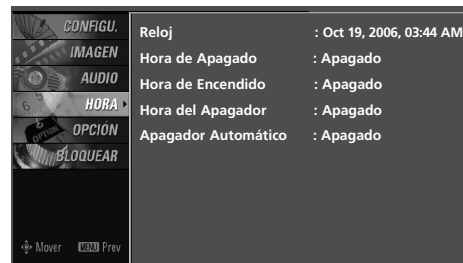 CONFIGU.
IMAGEN
AUDIO
HORA
OPCIÓN
BLOQUEAR
Mover MENU Prev
Reloj : Oct 19, 2006, 03:44 AM
Hora de Apagado : Apagado
Hora de Encendido : Apagado
Hora del Apagador : Apagado
Apagador Automático : Apagado